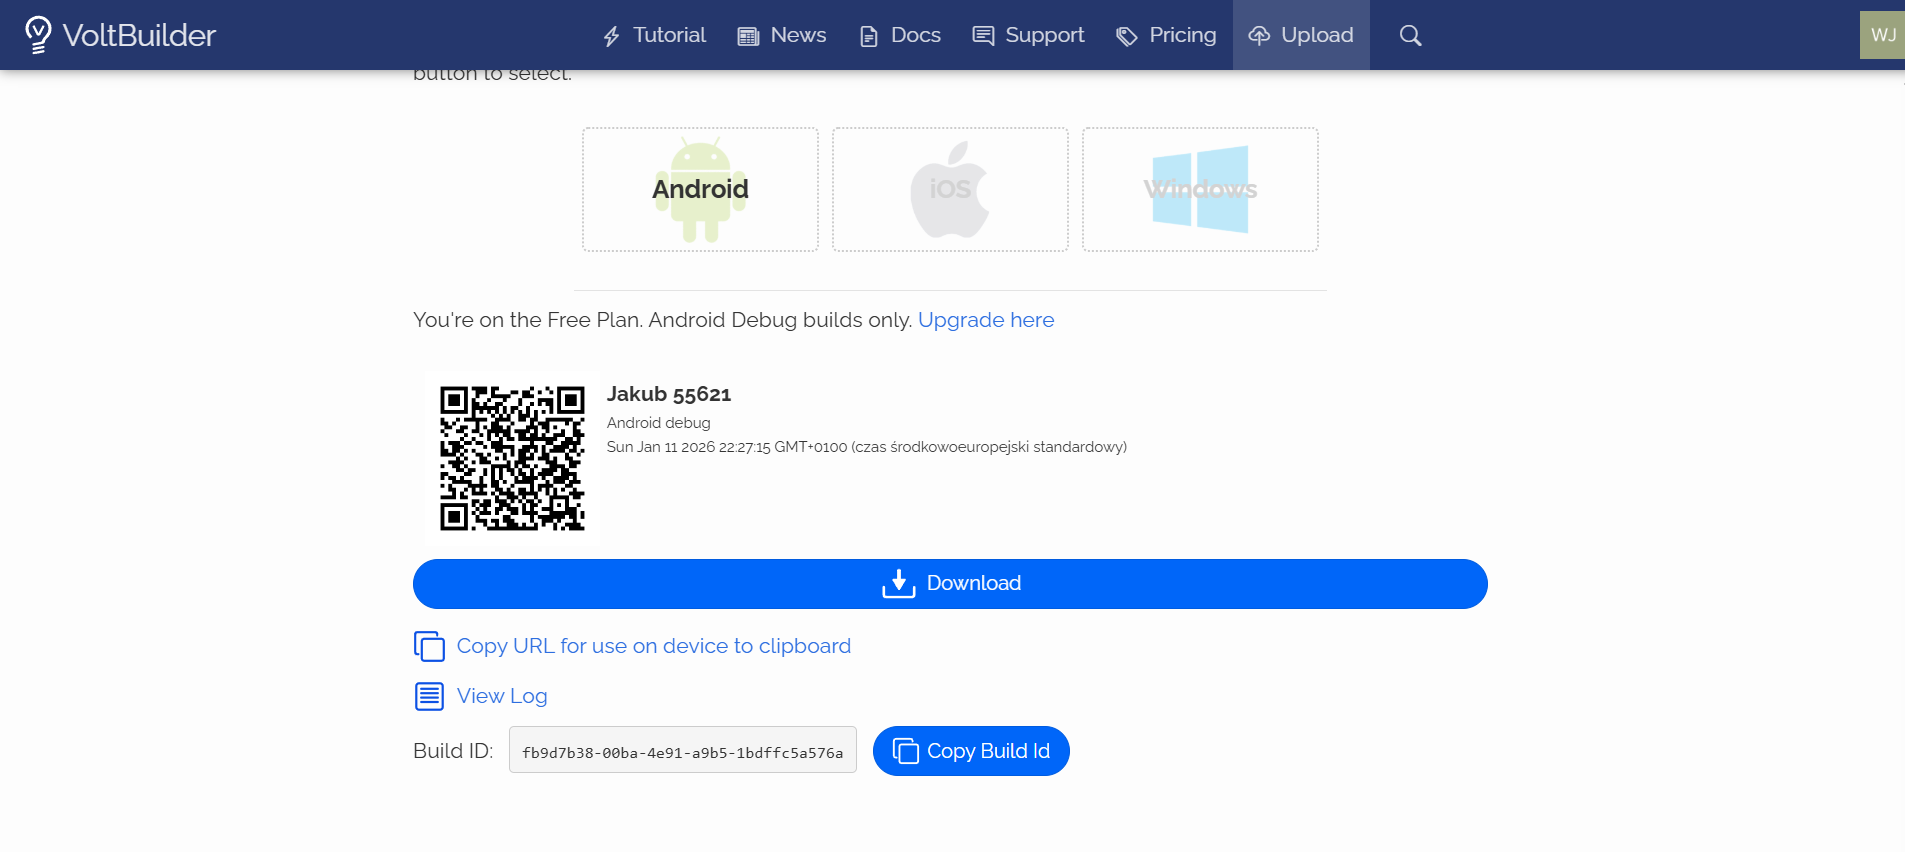 VoltBuilder
Tutorial
News
Docs
Support
Pricing
Upload
WJ
button to select.
Android
iOS
Windows
You're on the Free Plan. Android Debug builds only. Upgrade here
Jakub 55621
Android debug
Sun Jan 11 2026 22:27:15 GMT+0100 (czas środkowoeuropejski standardowy)
Download
Copy URL for use on device to clipboard
View Log
Build ID: fb9d7b38-00ba-4e91-a9b5-1bdffc5a576a Copy Build Id